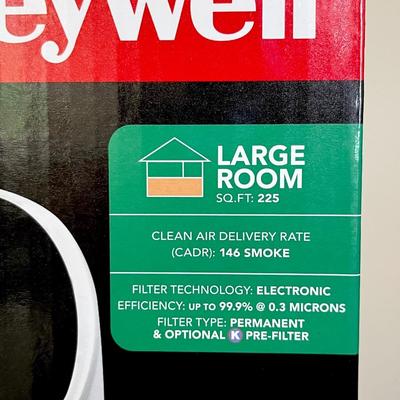 eywell
LARGE
ROOM
SQ.FT: 225
CLEAN AIR DELIVERY RATE
(CADR): 146 SMOKE
FILTER TECHNOLOGY: ELECTRONIC
EFFICIENCY: UP TO 99.9% @ 0.3 MICRONS
FILTER TYPE: PERMANENT
& OPTIONAL K PRE-FILTER